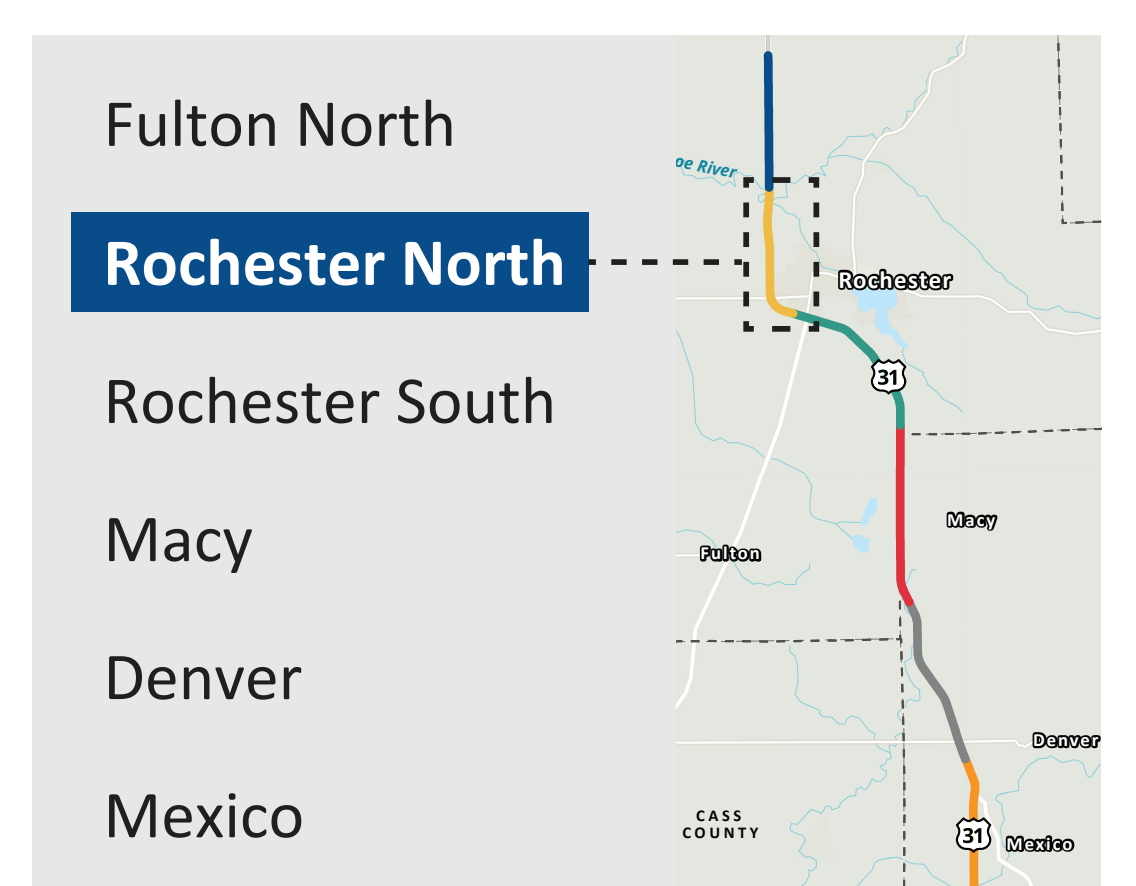 Fulton North
Rochester North
Rochester South
Macy
Denver
Mexico
oe River
Rochester
31
Macy
Fulton
Denver
CASS
COUNTY
31
Mexico